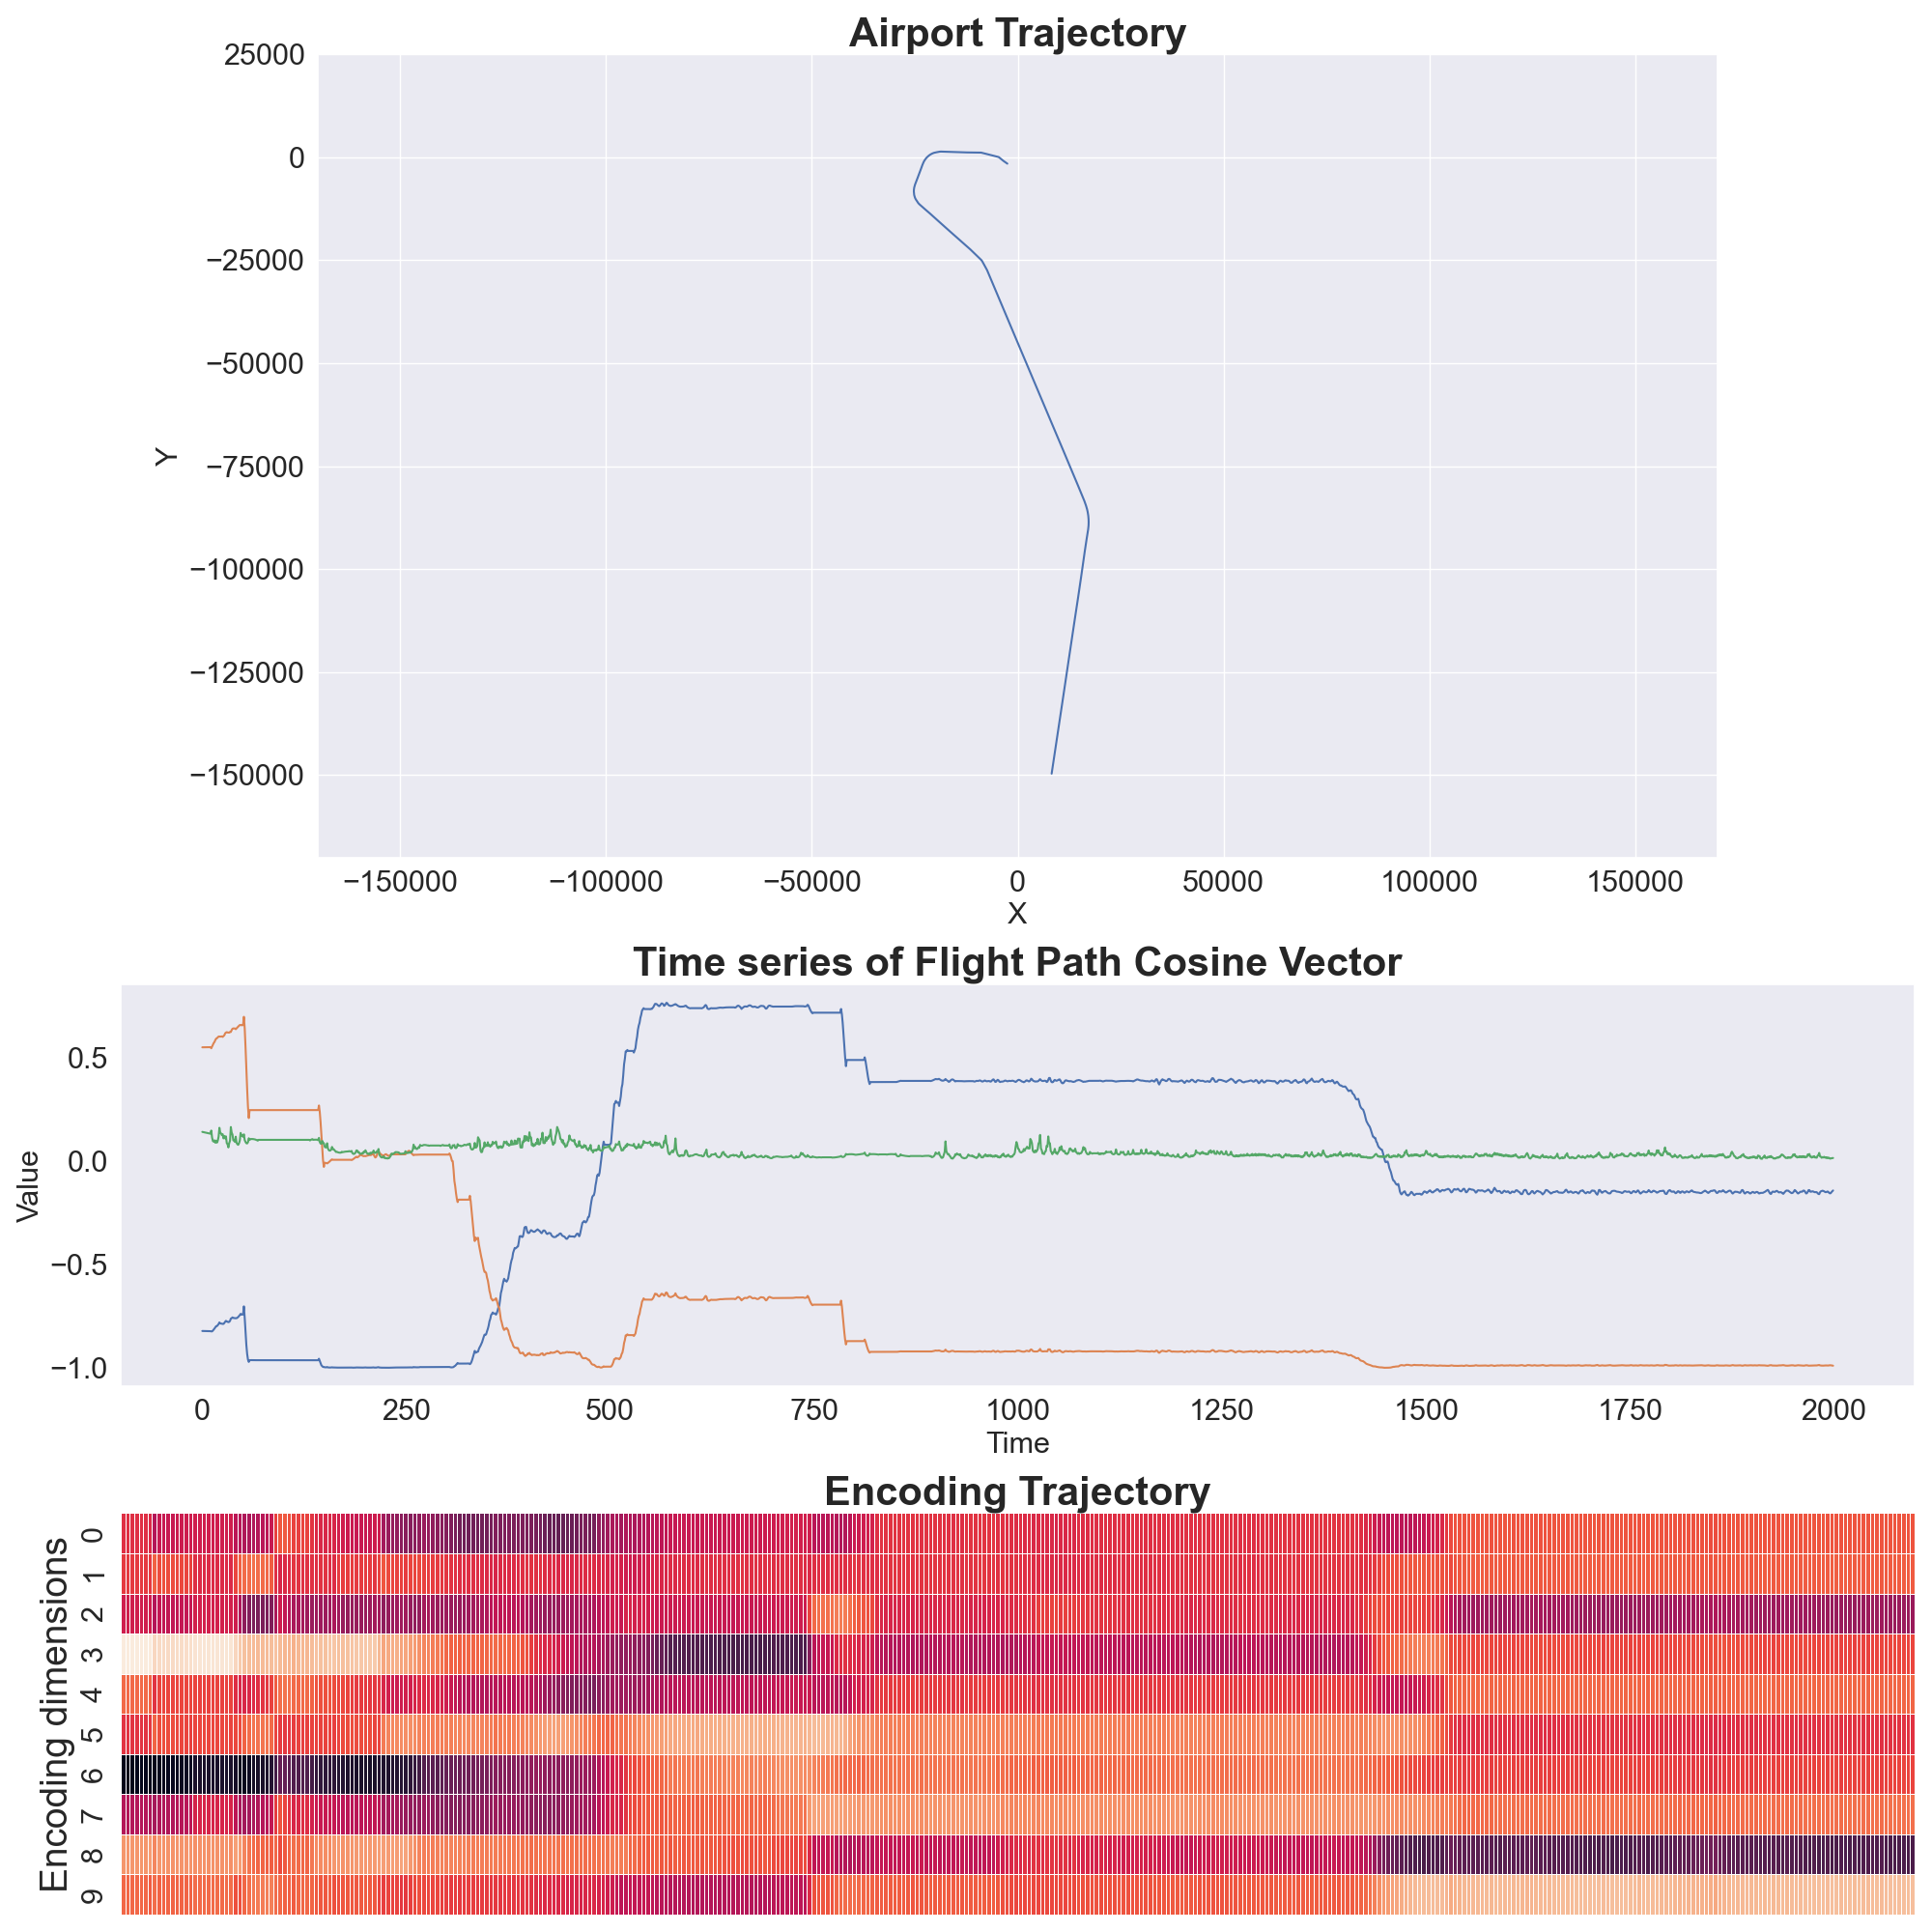 Airport Trajectory
25000
0
−25000
−50000
−75000
−100000
−125000
−150000
Y
−150000 −100000 −50000 0 50000 100000 150000
X
Time series of Flight Path Cosine Vector
0.5
0.0
−0.5
−1.0
Value
0 250 500 750 1000 1250 1500 1750 2000
Time
Encoding Trajectory
Encoding dimensions
0
1
2
3
4
5
6
7
8
9